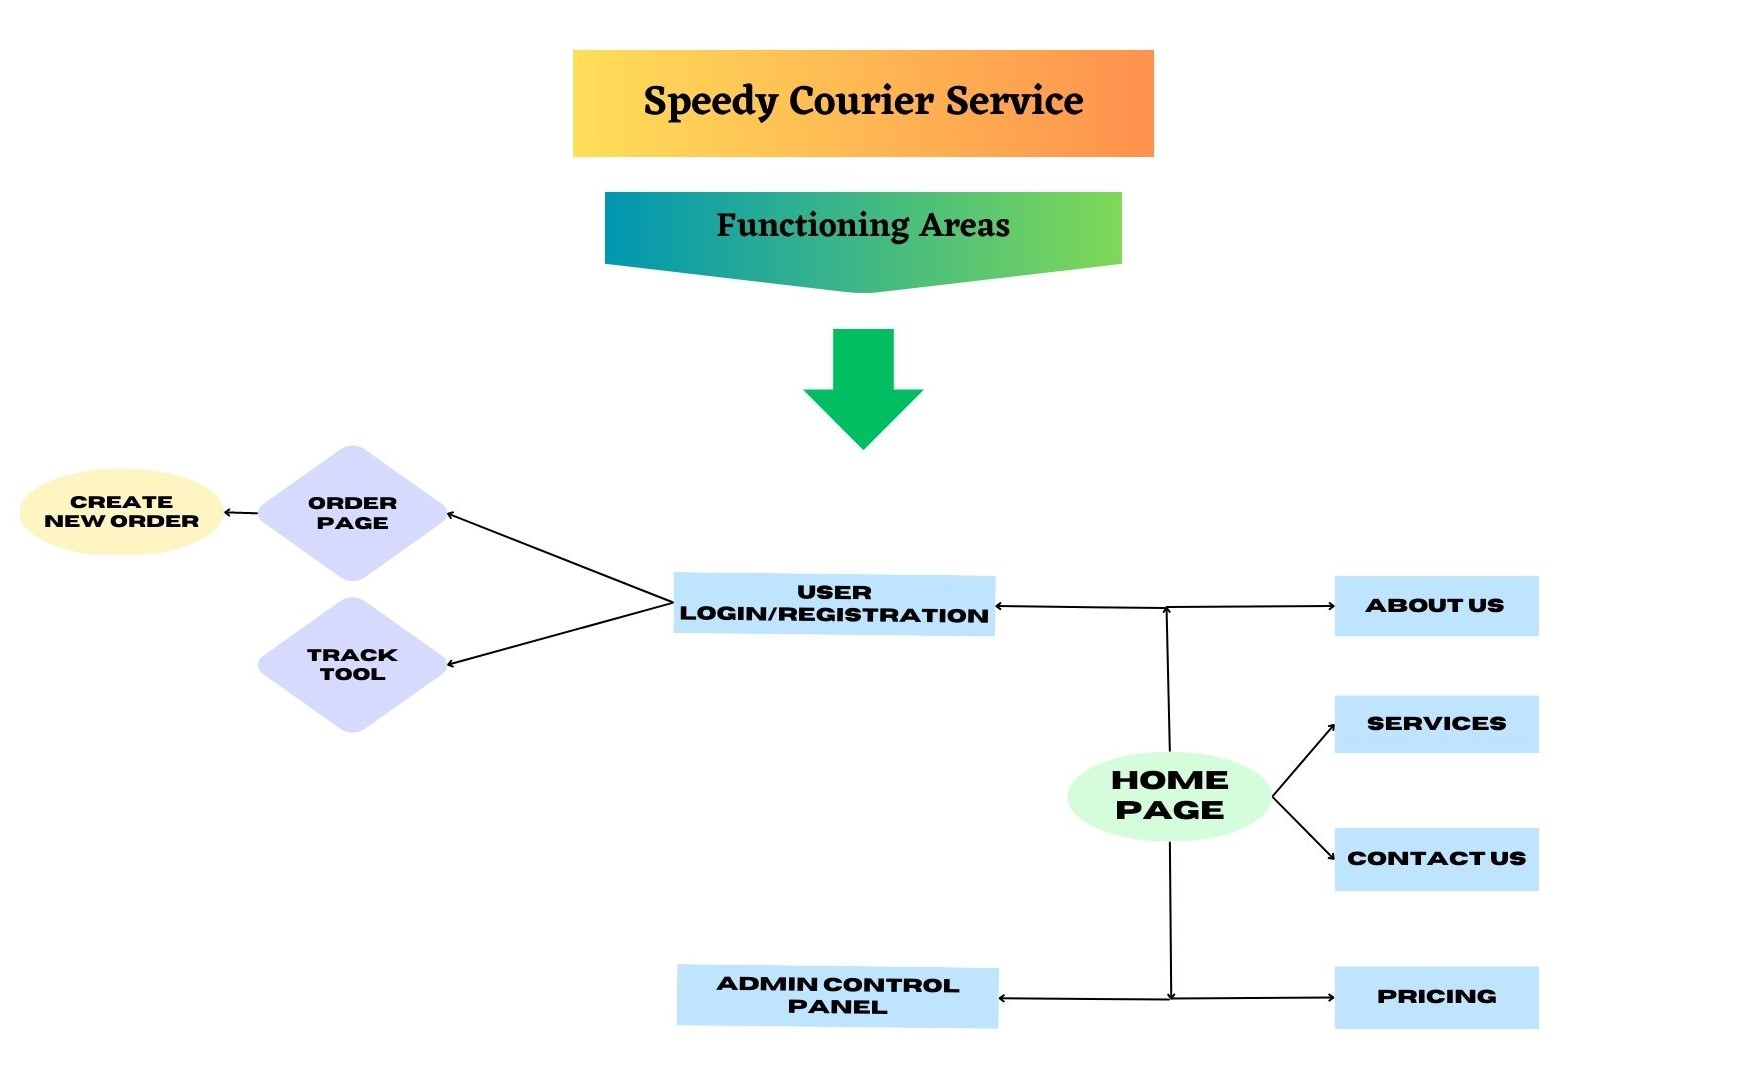 Speedy Courier Service
Functioning Areas
CREATE
NEW ORDER
ORDER
PAGE
TRACK
TOOL
USER
LOGIN/REGISTRATION
ABOUT US
SERVICES
HOME
PAGE
CONTACT US
ADMIN CONTROL
PANEL
PRICING